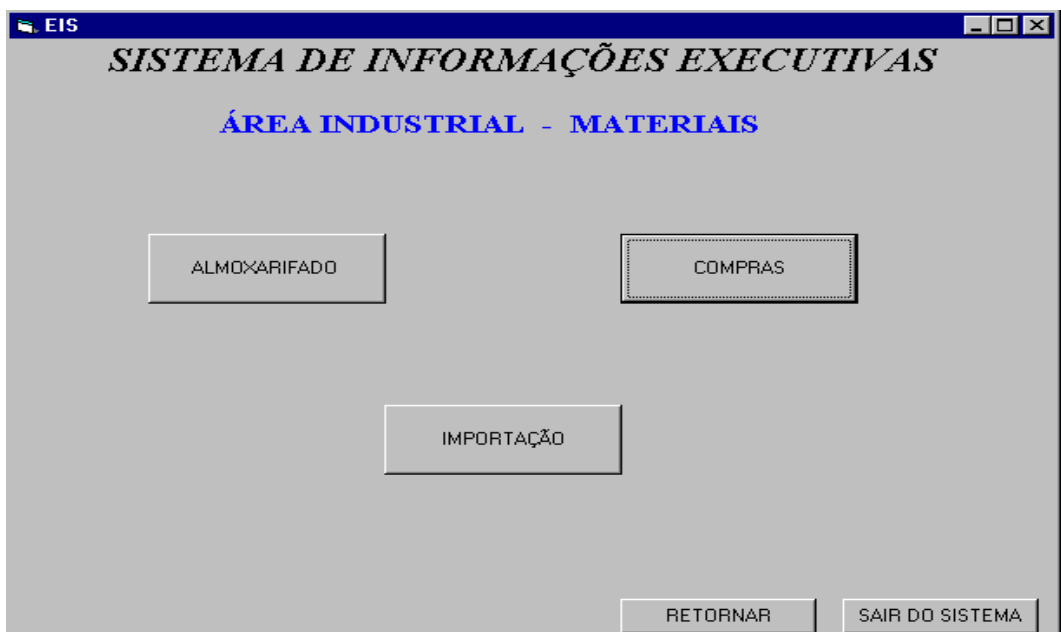 EIS
SISTEMA DE INFORMAÇÕES EXECUTIVAS
ÁREA INDUSTRIAL - MATERIAIS
ALMOXARIFADO
COMPRAS
IMPORTAÇÃO
RETORNAR
SAIR DO SISTEMA